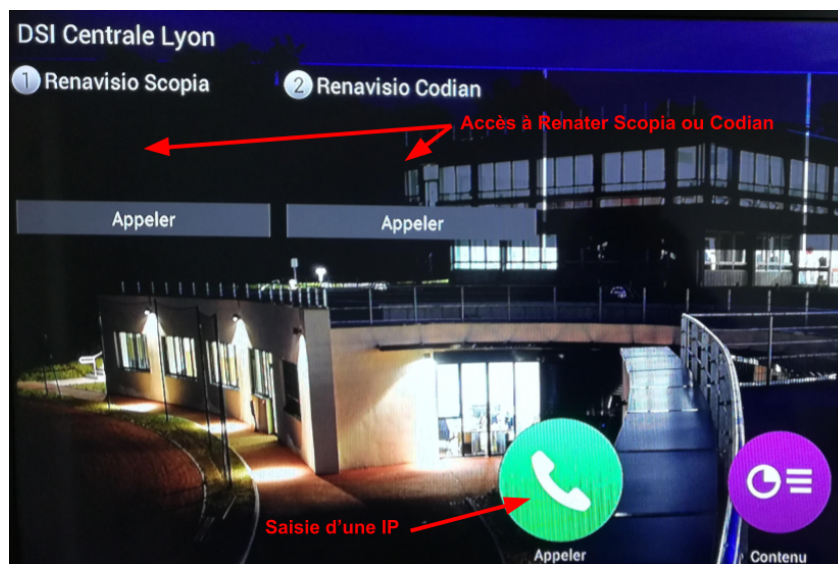 DSI Centrale Lyon
1 Renavisio Scopia
2 Renavisio Codian
Accès à Renater Scopia ou Codian
Appeler
Appeler
Saisie d'une IP
Appeler
Contenu